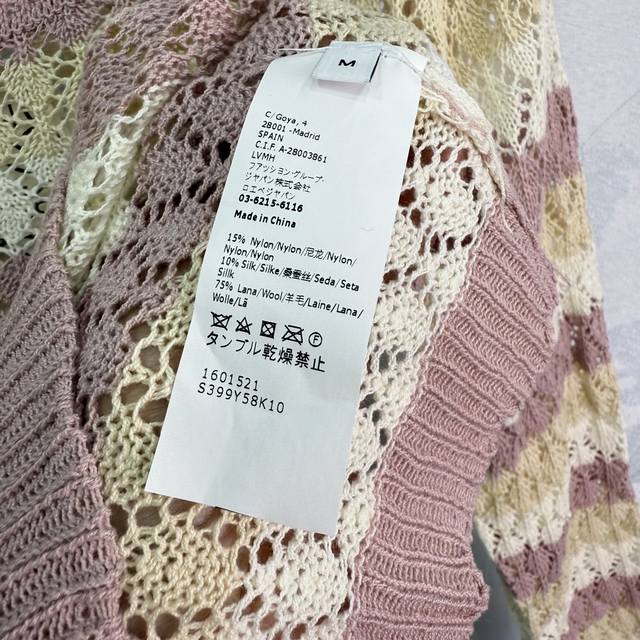 M
C/Goya, 4
28001 -Madrid
SPAIN
C.I.F. A-28003861
LVMH
ファッション・グループ・
ジャパン株式会社
ロエベジャパン
03-6215-6116
Made in China
15% Nylon/Nylon/尼龙/Nylon/
Nylon/Nylon
10% Silk/Silke/桑蚕丝/Seda/Seta
Silk
75% Lana/Wool/羊毛/Laine/Lana/
Wolle/Lã
F
タンブル乾燥禁止
1601521
S399Y58K10